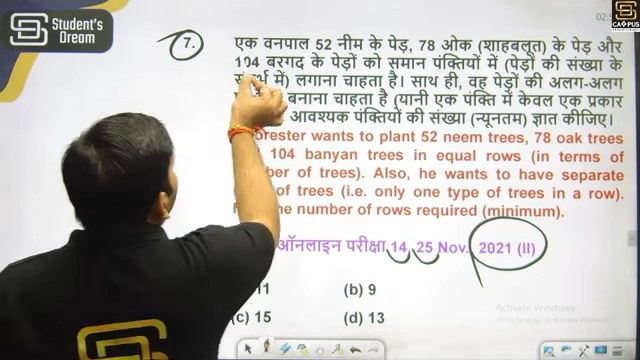 Student's
Dream
CAMPUS
7.
एक वनपाल 52 नीम के पेड़, 78 ओक (शाहबलूत) के पेड़ और
104 बरगद के पेड़ों को समान पंक्तियों में (पेड़ों की संख्या के
में) लगाना चाहता है। साथ ही, वह पेड़ों की अलग-अलग
बनाना चाहता है (यानी एक पंक्ति में केवल एक प्रकार
आवश्यक पंक्तियों की संख्या (न्यूनतम) ज्ञात कीजिए।
forester wants to plant 52 neem trees, 78 oak trees
104 banyan trees in equal rows (in terms of
of trees). Also, he wants to have separate
of trees (i.e. only one type of trees in a row).
the number of rows required (minimum).
ऑनलाइन परीक्षा 14, 25 Nov. 2021 (II)
11 (b) 9
(c) 15 (d) 13
Activate Windows